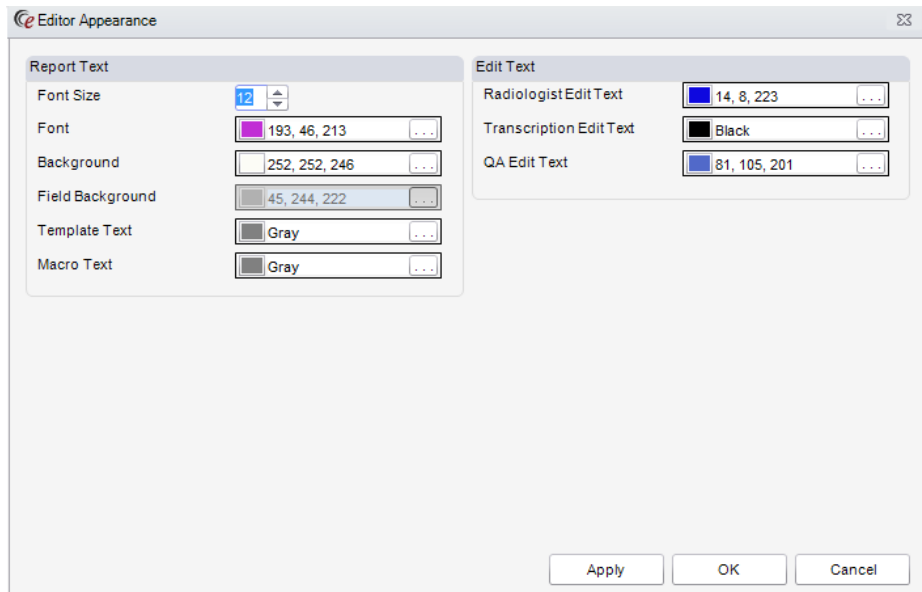 Editor Appearance
Report Text
Font Size 12
Font 193, 46, 213 ...
Background 252, 252, 246 ...
Field Background 45, 244, 222 ...
Template Text Gray ...
Macro Text Gray ...
Edit Text
Radiologist Edit Text 14, 8, 223 ...
Transcription Edit Text Black ...
QA Edit Text 81, 105, 201 ...
Apply OK Cancel